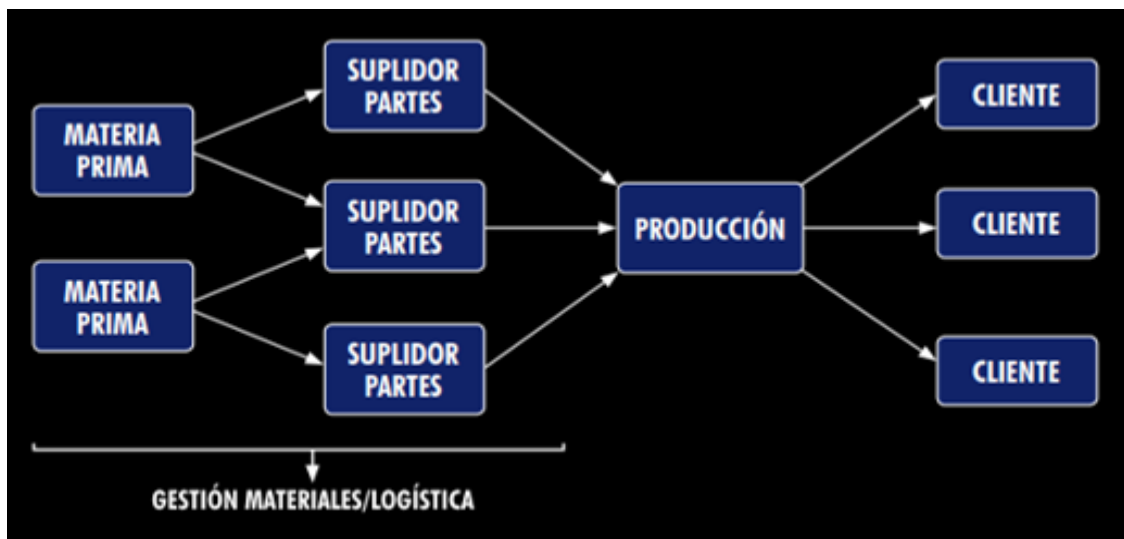 MATERIA
PRIMA
MATERIA
PRIMA
SUPLIDOR
PARTES
SUPLIDOR
PARTES
SUPLIDOR
PARTES
PRODUCCIÓN
CLIENTE
CLIENTE
CLIENTE
GESTIÓN MATERIALES/LOGÍSTICA